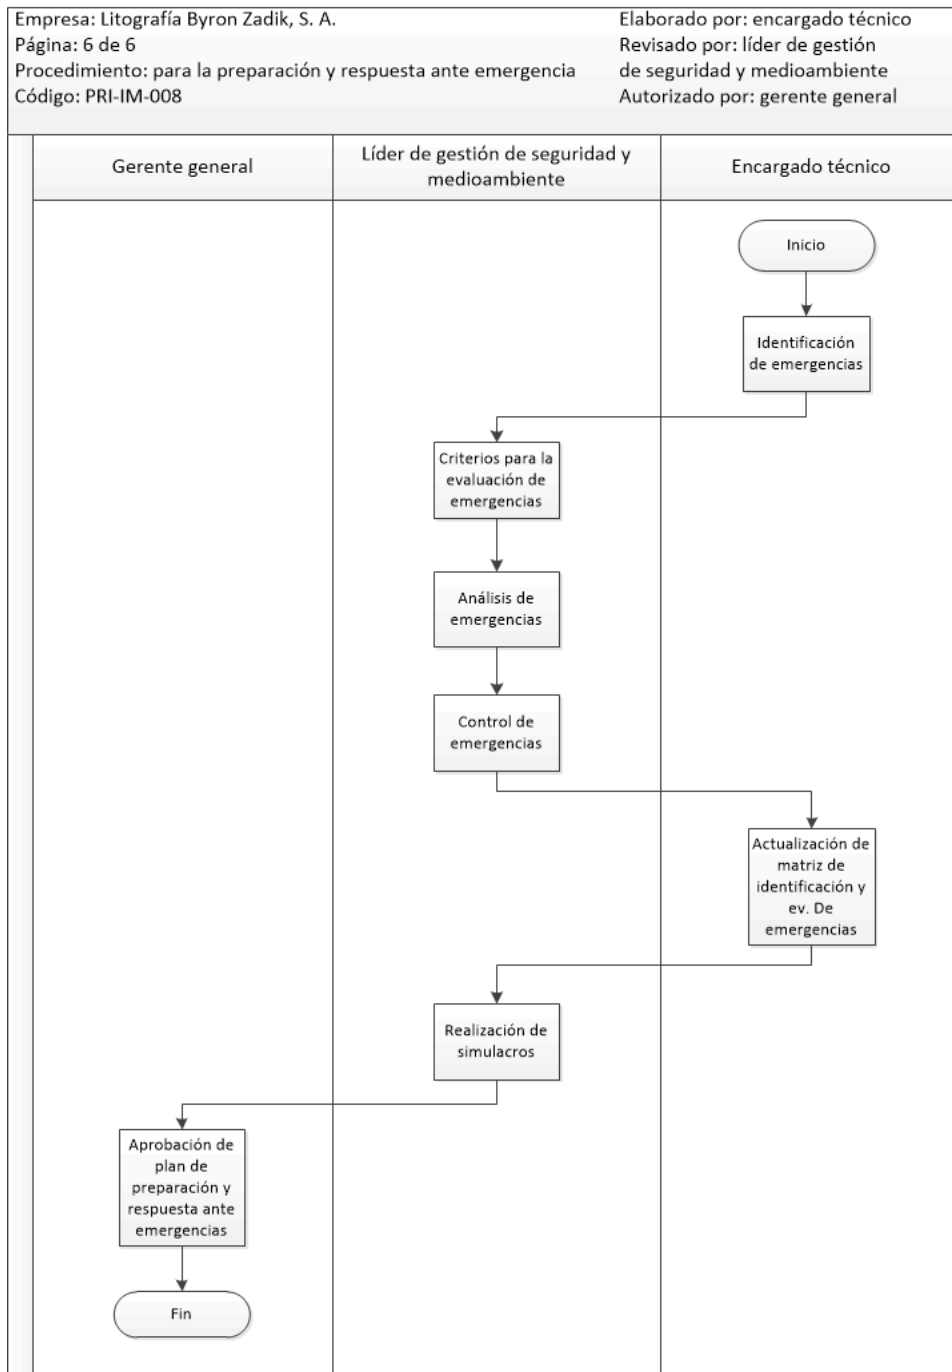 Empresa: Litografía Byron Zadik, S. A.
Página: 6 de 6
Procedimiento: para la preparación y respuesta ante emergencia
Código: PRI-IM-008
Elaborado por: encargado técnico
Revisado por: líder de gestión
de seguridad y medioambiente
Autorizado por: gerente general
Gerente general
Líder de gestión de seguridad y
medioambiente
Encargado técnico
Inicio
Identificación
de emergencias
Criterios para la
evaluación de
emergencias
Análisis de
emergencias
Control de
emergencias
Actualización de
matriz de
identificación y
ev. De
emergencias
Realización de
simulacros
Aprobación de
plan de
preparación y
respuesta ante
emergencias
Fin